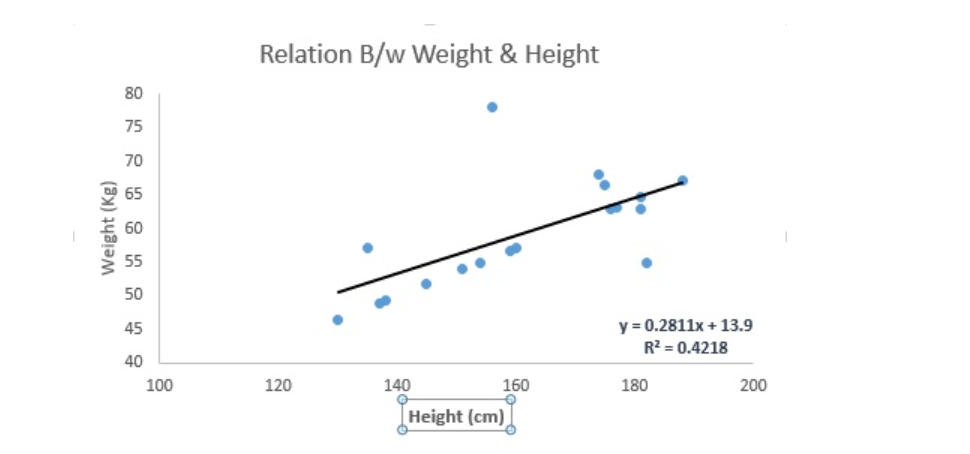 Relation B/w Weight & Height
80
75
70
65
60
55
50
45
40
Weight (Kg)
y = 0.2811x + 13.9
R² = 0.4218
100 120 140 160 180 200
Height (cm)